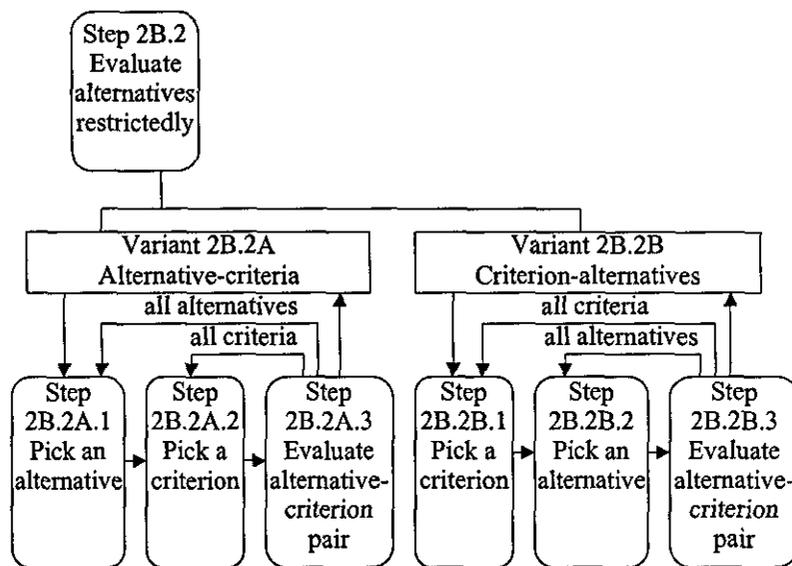 Step 2B.2
Evaluate
alternatives
restrictedly
Variant 2B.2A
Alternative-criteria
Variant 2B.2B
Criterion-alternatives
all alternatives
all criteria
all criteria
all alternatives
Step
2B.2A.1
Pick an
alternative
Step
2B.2A.2
Pick a
criterion
Step
2B.2A.3
Evaluate
alternative-
criterion
pair
Step
2B.2B.1
Pick a
criterion
Step
2B.2B.2
Pick an
alternative
Step
2B.2B.3
Evaluate
alternative-
criterion
pair